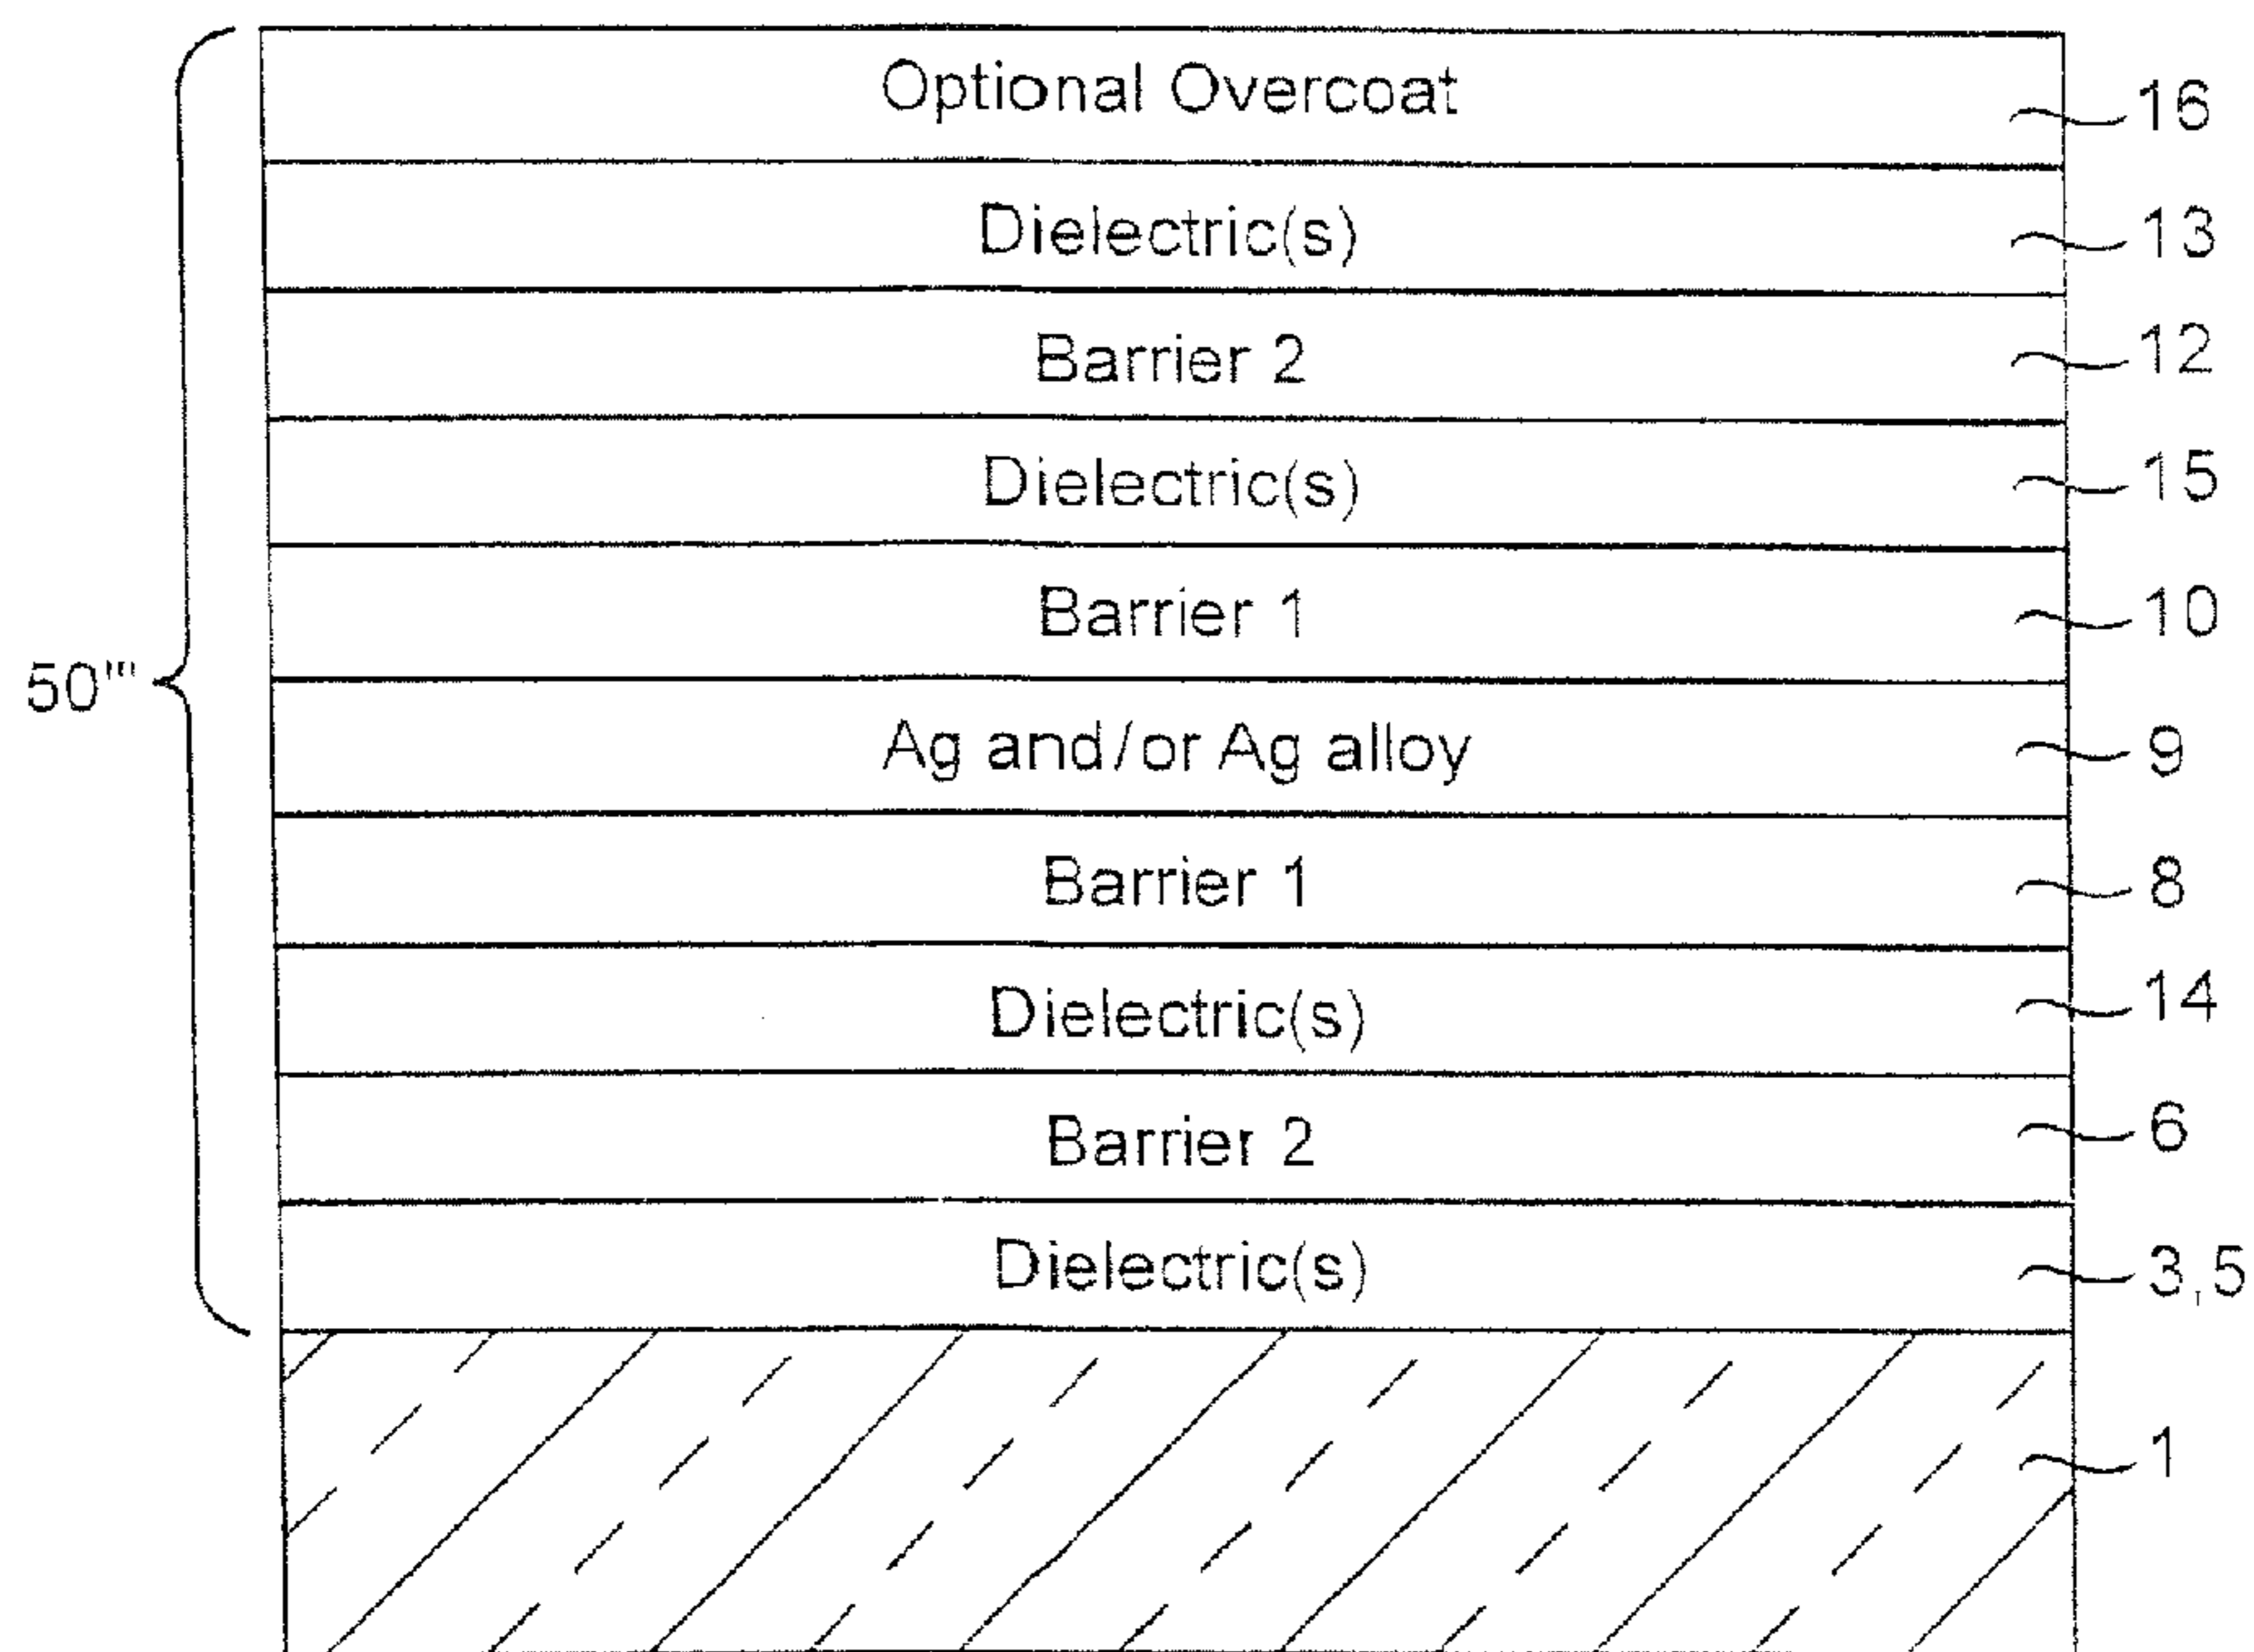 Optional Overcoat 16
Dielectric(s) 13
Barrier 2 12
Dielectric(s) 15
Barrier 1 10
50'''
Ag and/or Ag alloy 9
Barrier 1 8
Dielectric(s) 14
Barrier 2 6
Dielectric(s) 3,5
1